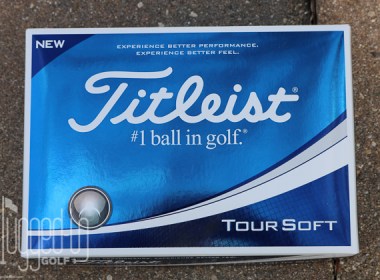 NEW
EXPERIENCE BETTER PERFORMANCE.
EXPERIENCE BETTER FEEL.
Titleist®
#1 ball in golf.®
TOUR SOFT
GOLF